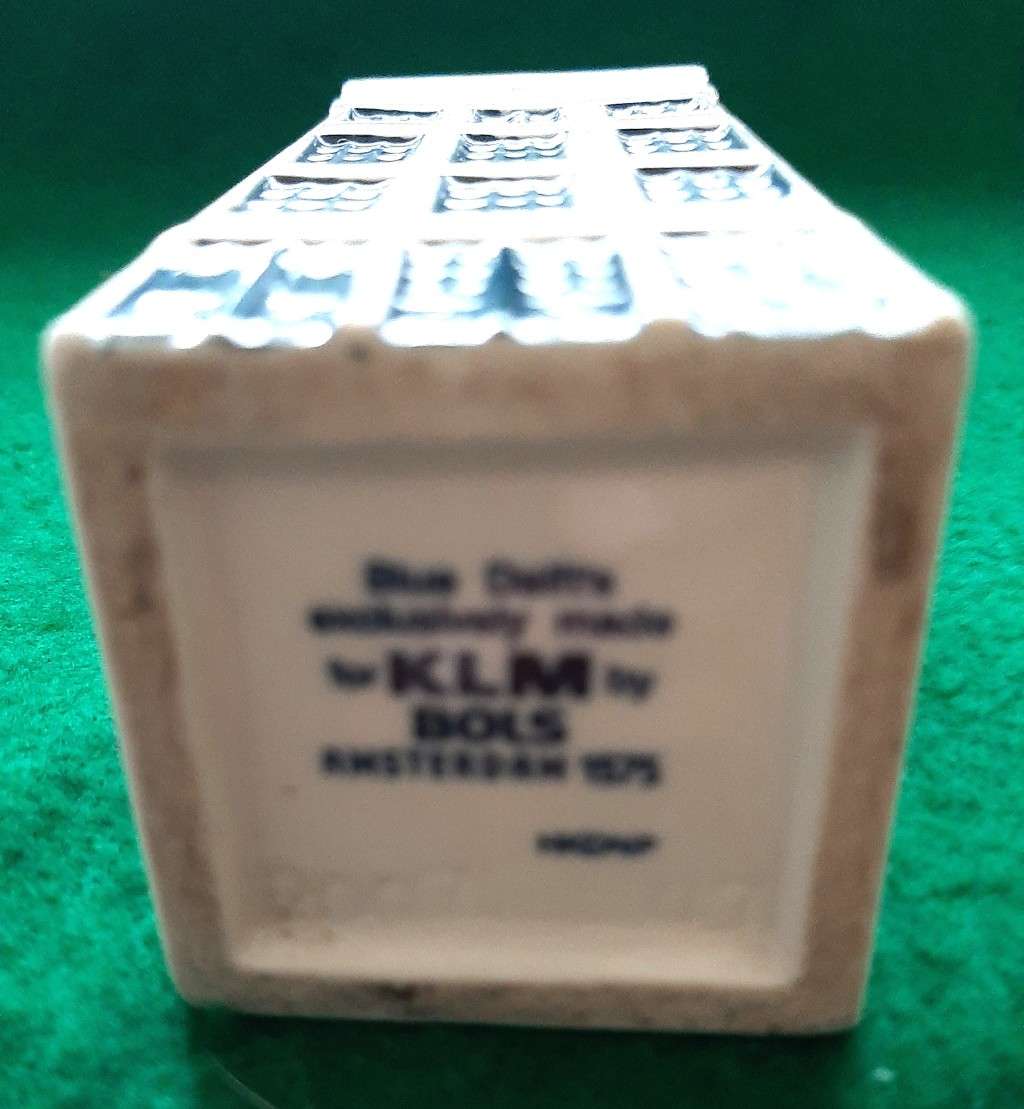 Blue Delft's
exclusively made
for KLM by
BOLS
AMSTERDAM 1575